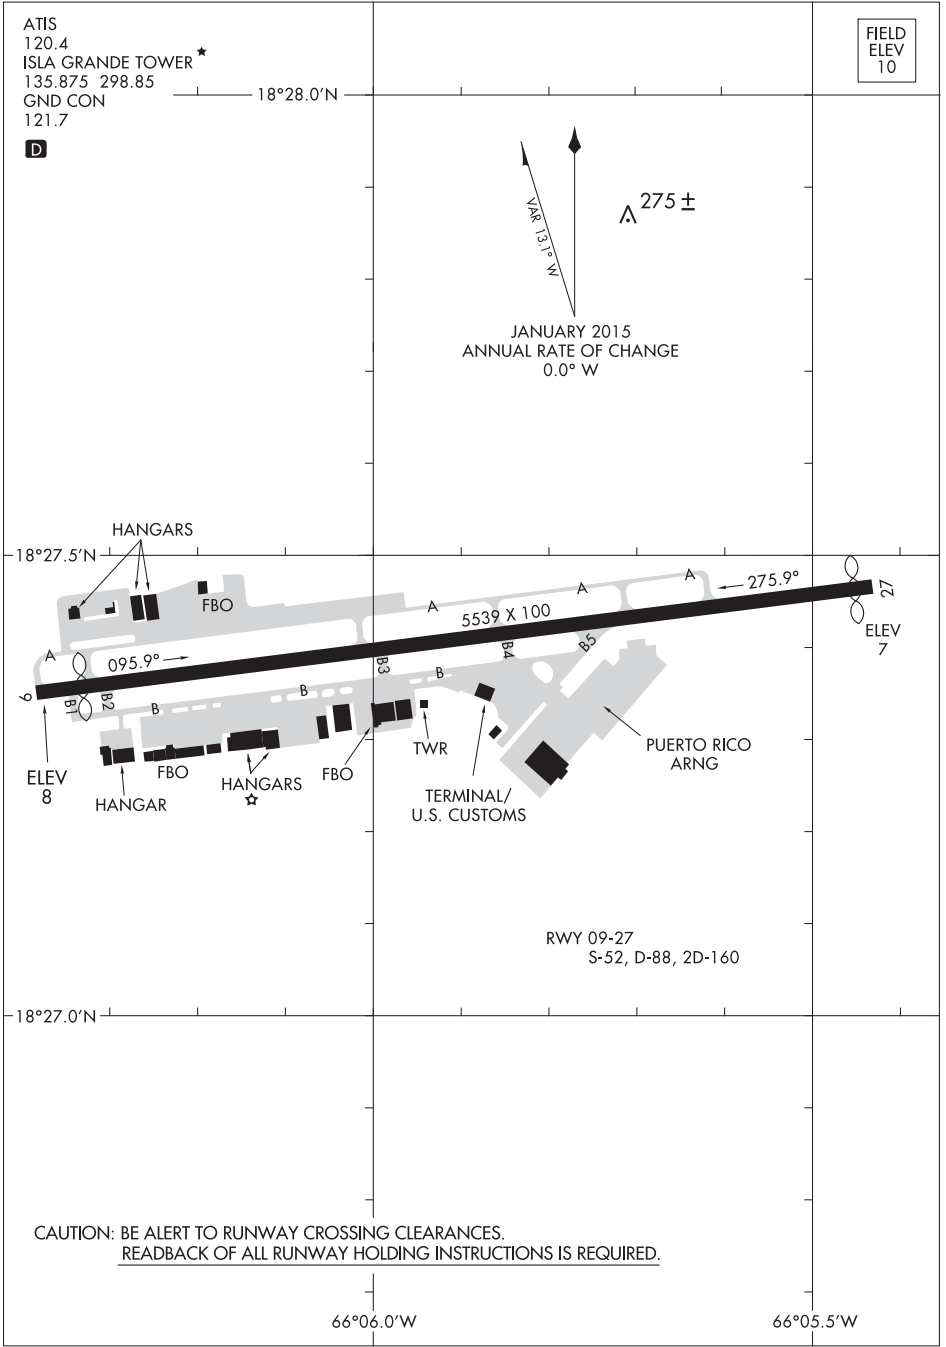 ATIS
120.4
ISLA GRANDE TOWER
135.875 298.85
GND CON
121.7
D
FIELD
ELEV
10
18°28.0'N
VAR 13.1° W
275 ±
JANUARY 2015
ANNUAL RATE OF CHANGE
0.0° W
18°27.5'N
HANGARS
FBO
A
A
A
A
5539 X 100
275.9°
27
ELEV
7
095.9°
9
B1
B2
B3
B4
B5
B
B
B
ELEV
8
HANGAR
FBO
HANGARS
FBO
TWR
TERMINAL/
U.S. CUSTOMS
PUERTO RICO
ARNG
RWY 09-27
S-52, D-88, 2D-160
18°27.0'N
CAUTION: BE ALERT TO RUNWAY CROSSING CLEARANCES.
READBACK OF ALL RUNWAY HOLDING INSTRUCTIONS IS REQUIRED.
66°06.0'W
66°05.5'W